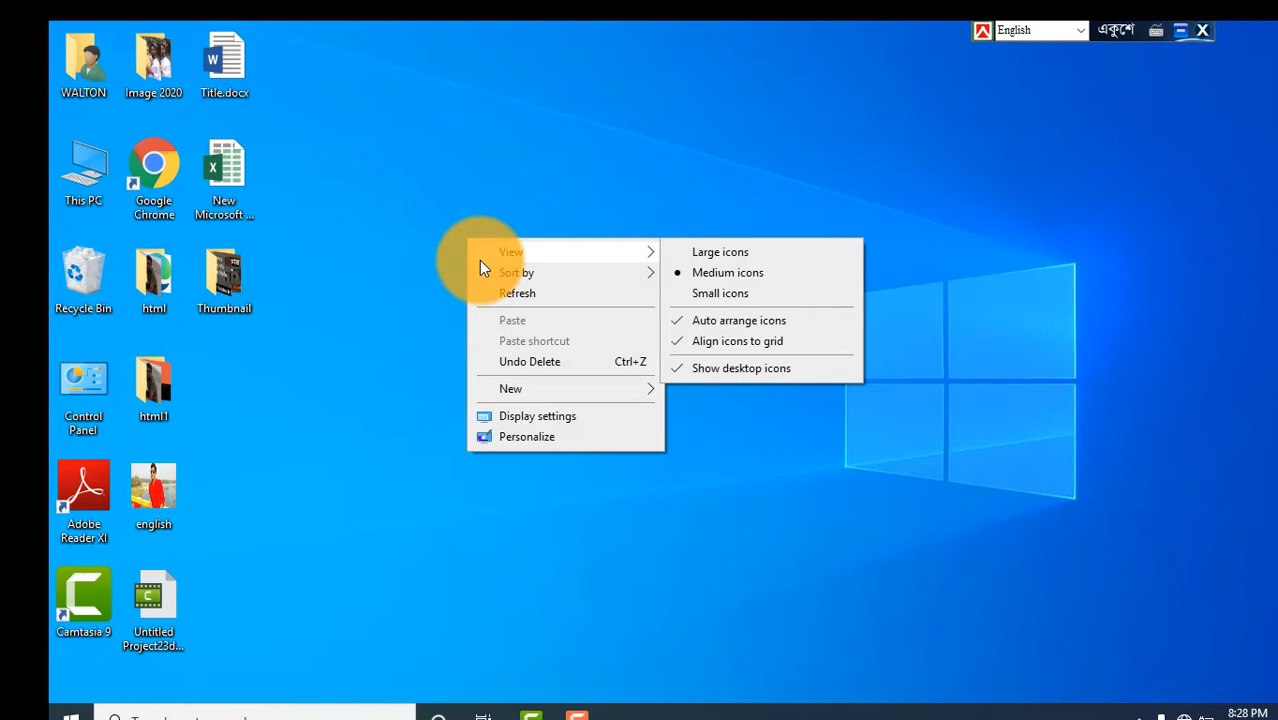 English
একুশে
WALTON
Image 2020
Title.docx
This PC
Google
Chrome
New
Microsoft ...
Recycle Bin
html
Thumbnail
Control
Panel
html1
Adobe
Reader XI
english
Camtasia 9
Untitled
Project23d...
View
Sort by
Refresh
Paste
Paste shortcut
Undo Delete Ctrl+Z
New
Display settings
Personalize
Large icons
Medium icons
Small icons
Auto arrange icons
Align icons to grid
Show desktop icons
8:28 PM